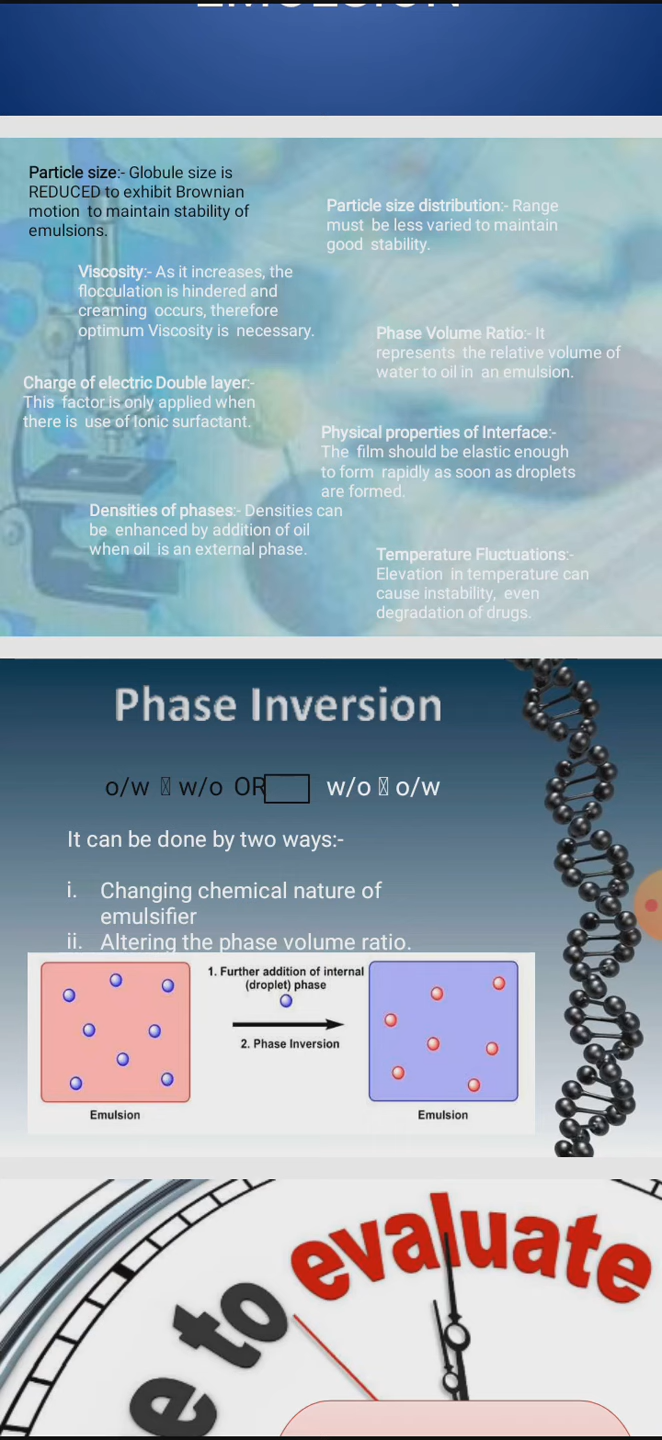 EMULSION
Particle size:- Globule size is
REDUCED to exhibit Brownian
motion to maintain stability of
emulsions.
Particle size distribution:- Range
must be less varied to maintain
good stability.
Viscosity:- As it increases, the
flocculation is hindered and
creaming occurs, therefore
optimum Viscosity is necessary.
Phase Volume Ratio:- It
represents the relative volume of
water to oil in an emulsion.
Charge of electric Double layer:-
This factor is only applied when
there is use of Ionic surfactant.
Physical properties of Interface:-
The film should be elastic enough
to form rapidly as soon as droplets
are formed.
Densities of phases:- Densities can
be enhanced by addition of oil
when oil is an external phase.
Temperature Fluctuations:-
Elevation in temperature can
cause instability, even
degradation of drugs.
Phase Inversion
o/w w/o OR w/o o/w
It can be done by two ways:-
i. Changing chemical nature of
emulsifier
ii. Altering the phase volume ratio.
1. Further addition of internal
(droplet) phase
2. Phase Inversion
Emulsion
Emulsion
e to evaluate